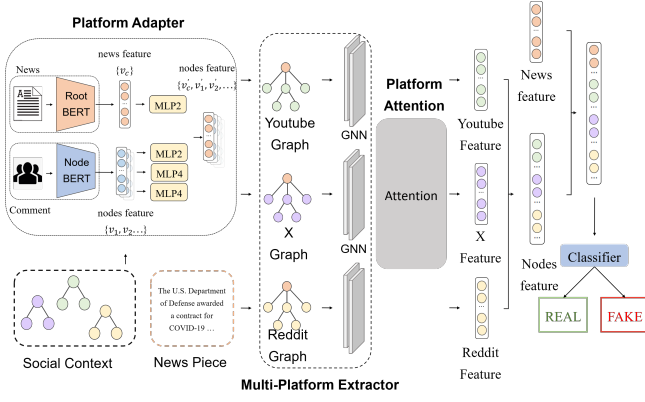 Platform Adapter
News
Root
BERT
news feature
{v_c}
MLP2
nodes feature
{v_c′, v_1′, v_2′, …}
Comment
Node
BERT
MLP2
MLP4
MLP4
nodes feature
{v_1, v_2…}
Social Context
The U.S. Department
of Defense awarded
a contract for
COVID-19 …
News Piece
Youtube
Graph
GNN
X
Graph
GNN
Reddit
Graph
Multi-Platform Extractor
Platform
Attention
Attention
Youtube
Feature
X
Feature
Reddit
Feature
News
feature
Nodes
feature
Classifier
REAL
FAKE